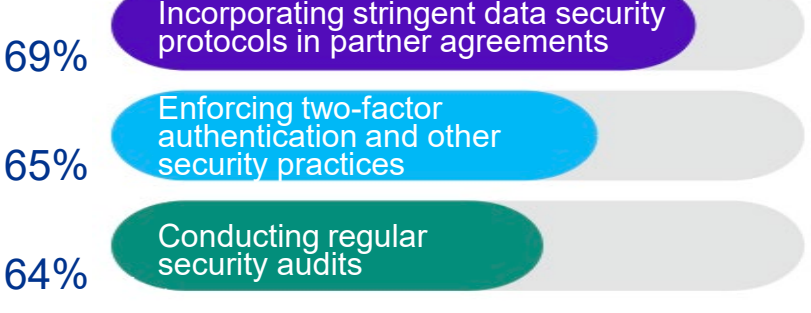 Incorporating stringent data security
protocols in partner agreements
69%
Enforcing two-factor
authentication and other
security practices
65%
Conducting regular
security audits
64%